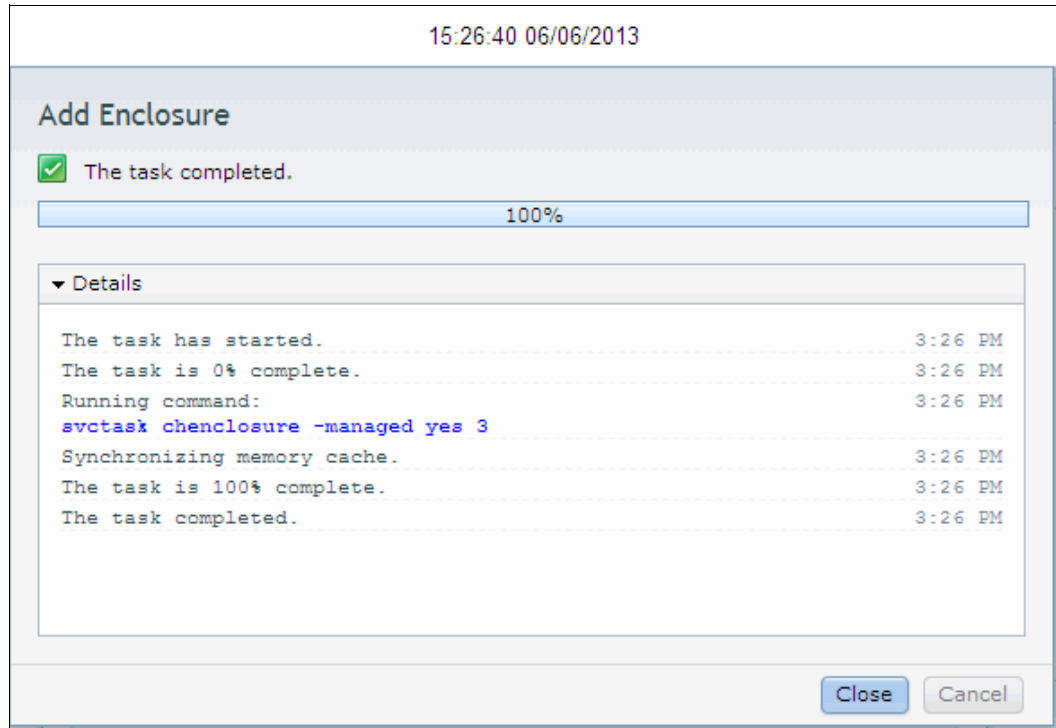 15:26:40 06/06/2013
Add Enclosure
The task completed.
100%
Details
The task has started. 3:26 PM
The task is 0% complete. 3:26 PM
Running command: 3:26 PM
svctask chenclosure -managed yes 3
Synchronizing memory cache. 3:26 PM
The task is 100% complete. 3:26 PM
The task completed. 3:26 PM
Close Cancel